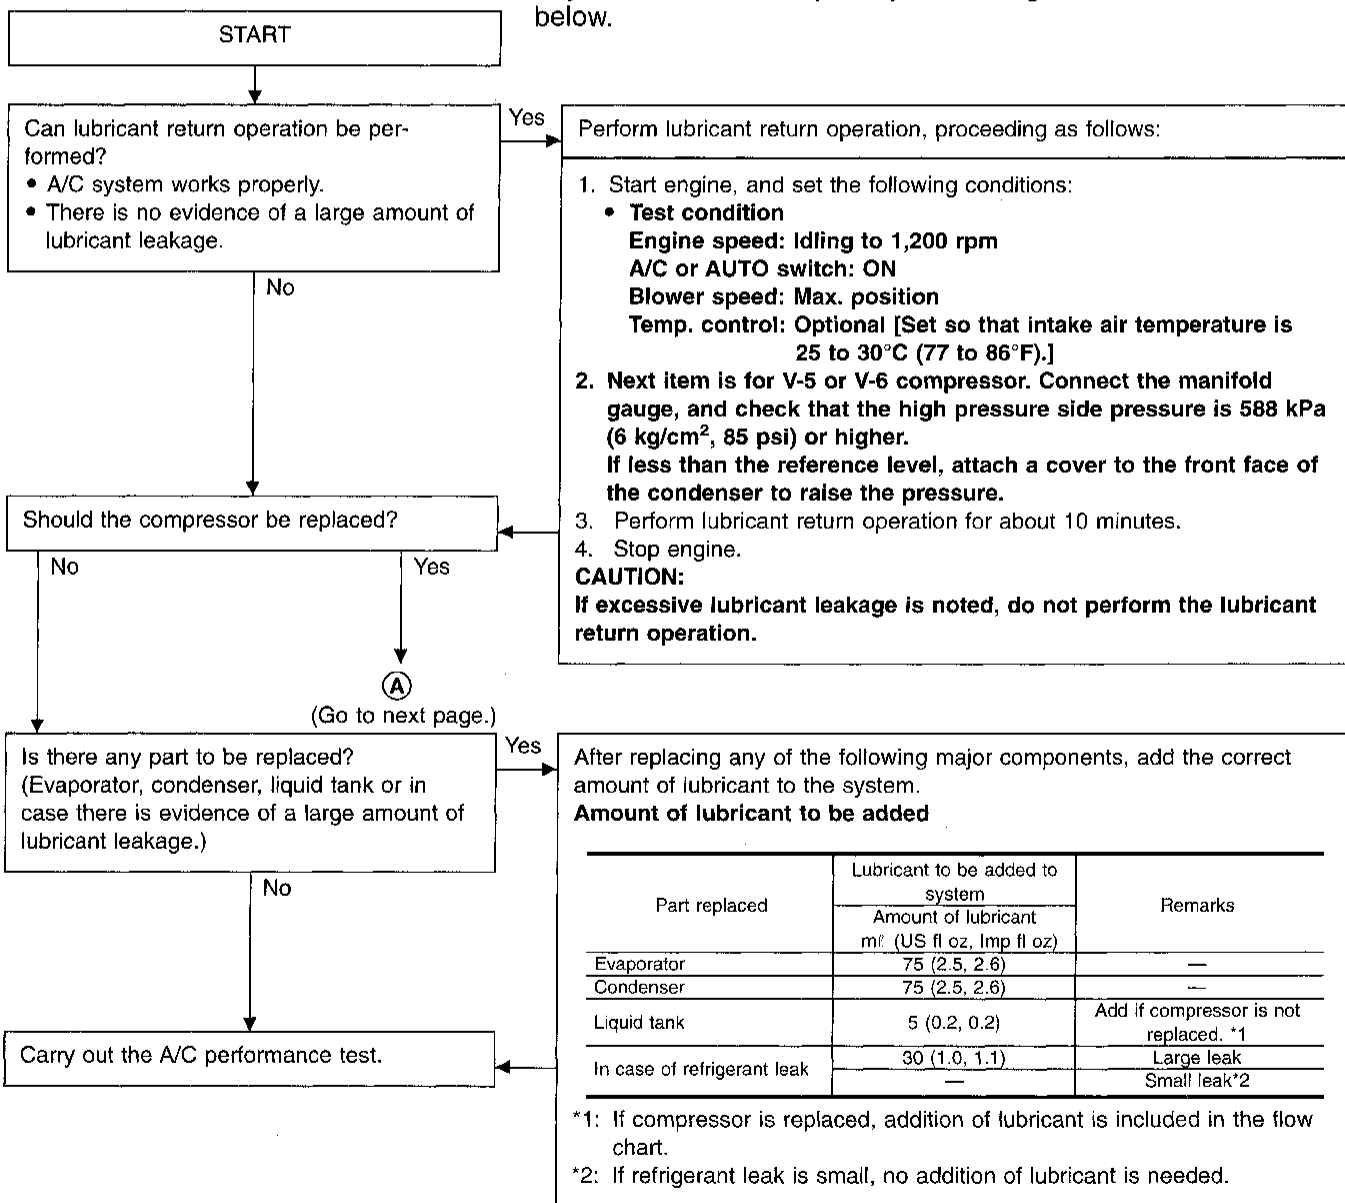 below.
START
Can lubricant return operation be per-
formed?
• A/C system works properly.
• There is no evidence of a large amount of
lubricant leakage.
Yes
No
Perform lubricant return operation, proceeding as follows:
1. Start engine, and set the following conditions:
• Test condition
Engine speed: Idling to 1,200 rpm
A/C or AUTO switch: ON
Blower speed: Max. position
Temp. control: Optional [Set so that intake air temperature is
25 to 30°C (77 to 86°F).]
2. Next item is for V-5 or V-6 compressor. Connect the manifold
gauge, and check that the high pressure side pressure is 588 kPa
(6 kg/cm², 85 psi) or higher.
If less than the reference level, attach a cover to the front face of
the condenser to raise the pressure.
3. Perform lubricant return operation for about 10 minutes.
4. Stop engine.
CAUTION:
If excessive lubricant leakage is noted, do not perform the lubricant
return operation.
Should the compressor be replaced?
No
Yes
A
(Go to next page.)
Is there any part to be replaced?
(Evaporator, condenser, liquid tank or in
case there is evidence of a large amount of
lubricant leakage.)
Yes
No
After replacing any of the following major components, add the correct
amount of lubricant to the system.
Amount of lubricant to be added
Part replaced
Lubricant to be added to
system
Amount of lubricant
mℓ (US fl oz, Imp fl oz)
Remarks
Evaporator 75 (2.5, 2.6) —
Condenser 75 (2.5, 2.6) —
Liquid tank 5 (0.2, 0.2) Add if compressor is not
replaced. *1
In case of refrigerant leak 30 (1.0, 1.1) Large leak
— Small leak*2
*1: If compressor is replaced, addition of lubricant is included in the flow
chart.
*2: If refrigerant leak is small, no addition of lubricant is needed.
Carry out the A/C performance test.